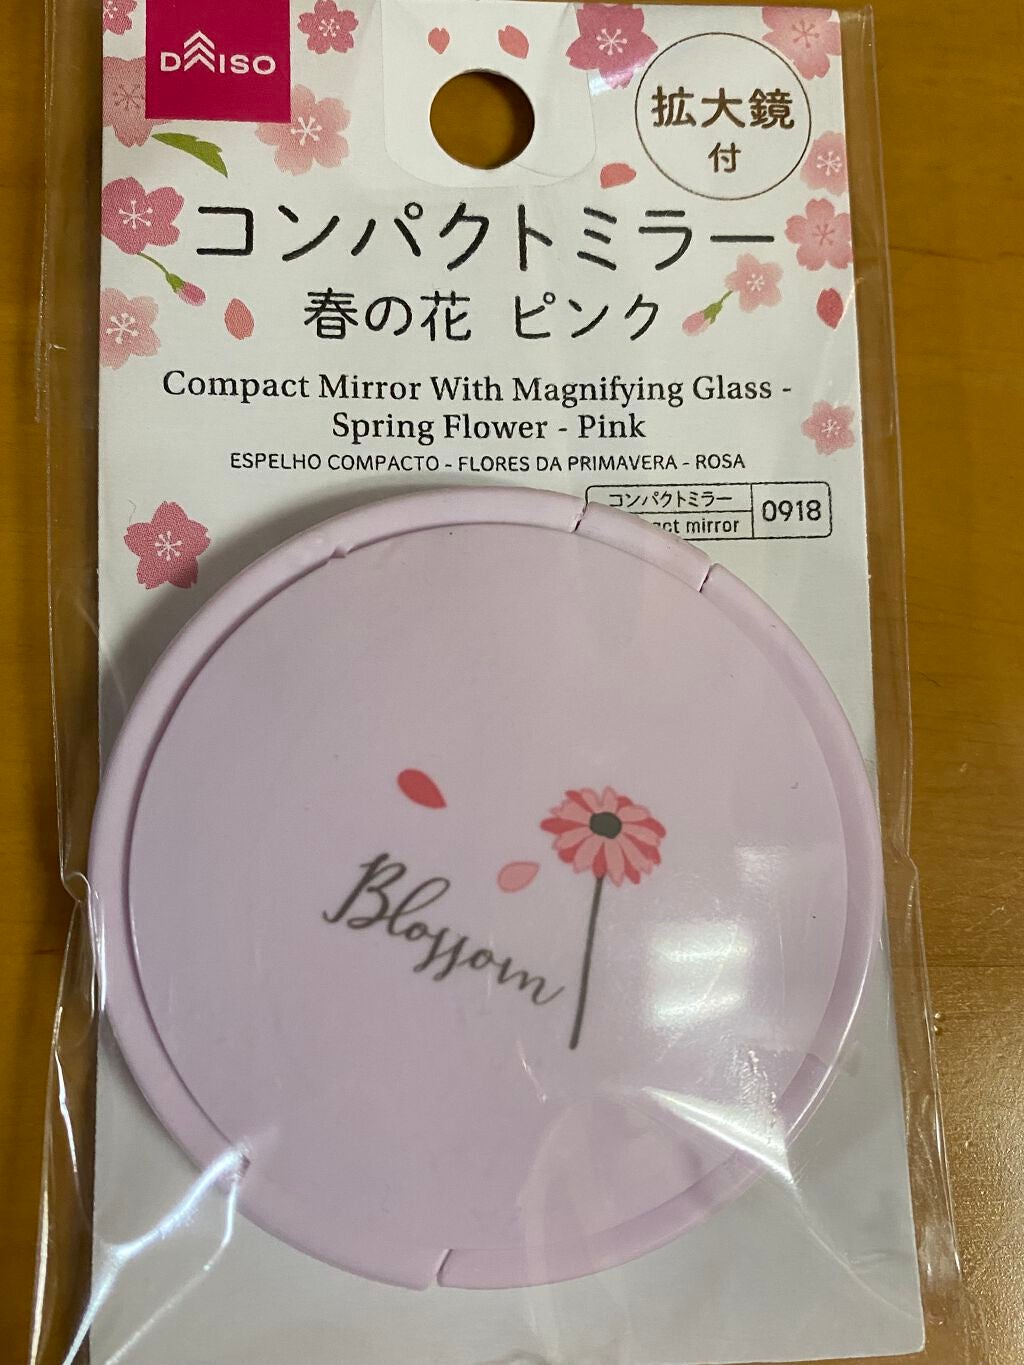 DAISO
拡大鏡
付
コンパクトミラー
春の花 ピンク
Compact Mirror With Magnifying Glass -
Spring Flower - Pink
ESPELHO COMPACTO - FLORES DA PRIMAVERA - ROSA
コンパクトミラー
mirror
0918
Blossom